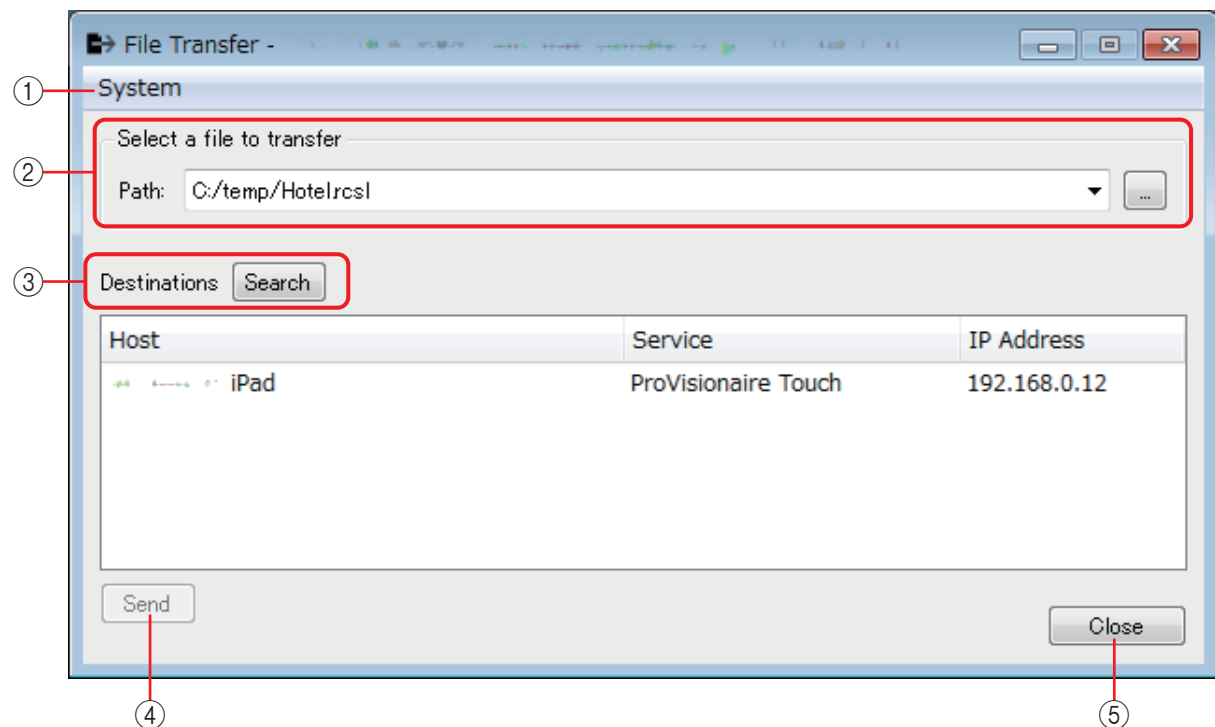 File Transfer -
① System
② Select a file to transfer
Path: C:/temp/Hotel.rcsl ...
③ Destinations Search
Host Service IP Address
iPad ProVisionaire Touch 192.168.0.12
Send
Close
④ ⑤